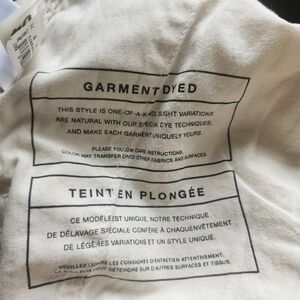 GARMENT DYED
THIS STYLE IS ONE-OF-A-KIND, SLIGHT VARIATIONS
ARE NATURAL WITH OUR SPECIAL DYE TECHNIQUES,
AND MAKE EACH GARMENT UNIQUELY YOURS.
PLEASE FOLLOW CARE INSTRUCTIONS.
COLOR MAY TRANSFER ONTO OTHER FABRICS AND SURFACES.
TEINT EN PLONGÉE
CE MODÈLE EST UNIQUE. NOTRE TECHNIQUE
DE DÉLAVAGE SPÉCIALE CONFÈRE À CHAQUE VÊTEMENT
DE LÉGÈRES VARIATIONS ET UN STYLE UNIQUE.
VEUILLEZ SUIVRE LES CONSIGNES D'ENTRETIEN ATTENTIVEMENT.
PEUT DÉTEINDRE SUR D'AUTRES SURFACES ET TISSUS.